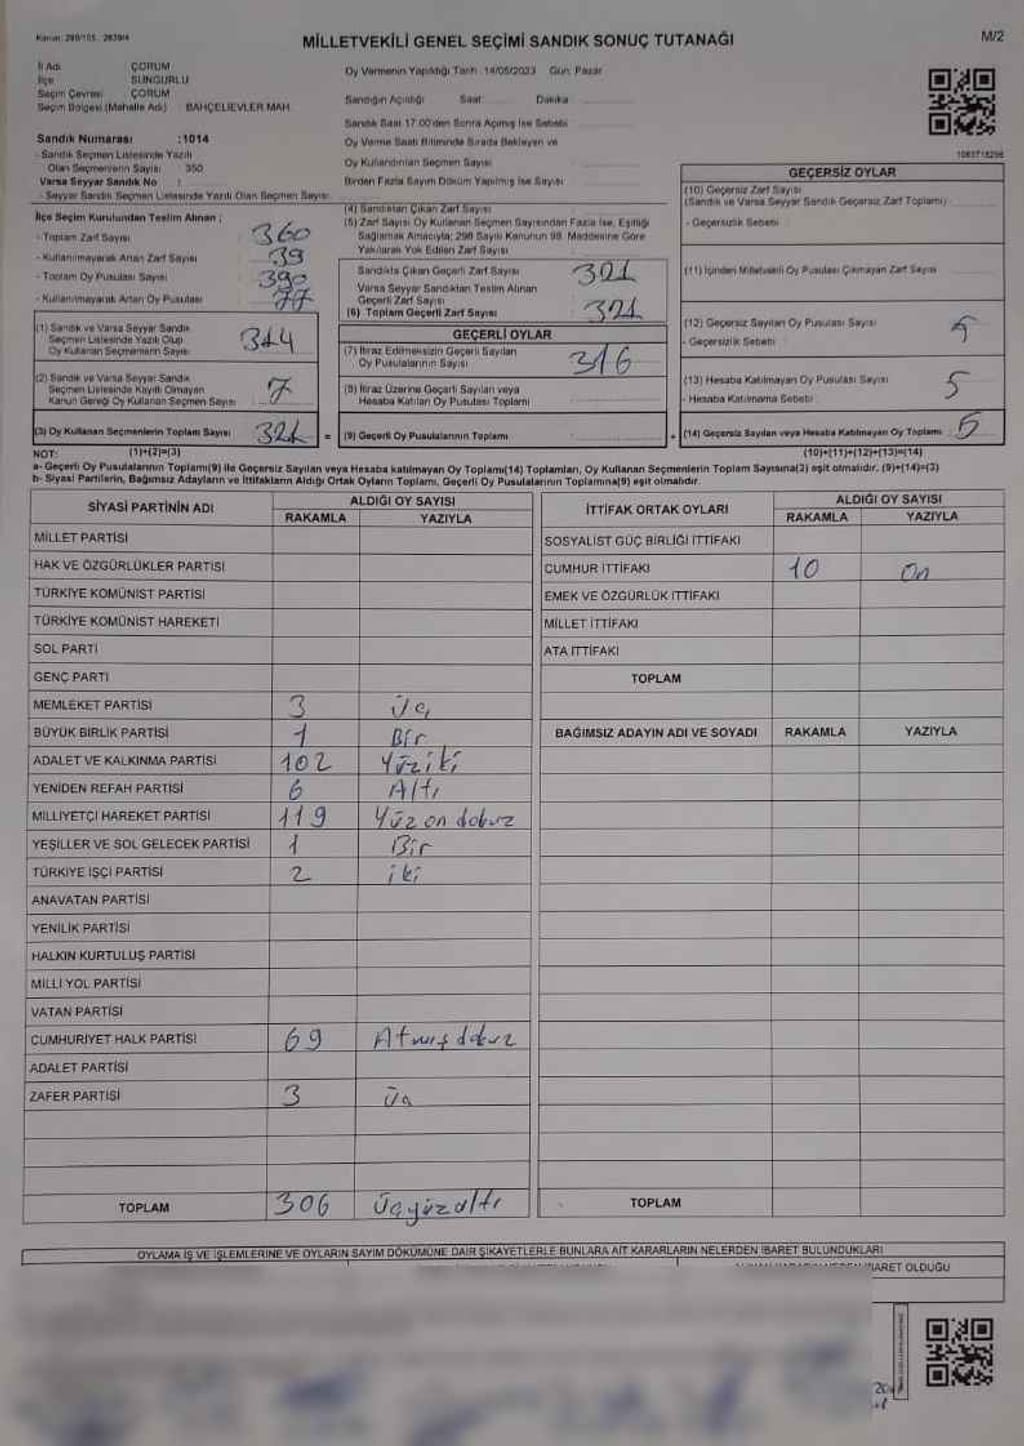 MİLLETVEKİLİ GENEL SEÇİMİ SANDIK SONUÇ TUTANAĞI
M/2
İl Adı : ÇORUM
İlçe : SUNGURLU
Seçim Çevresi : ÇORUM
Seçim Bölgesi (Mahalle Adı) : BAHÇELİEVLER MAH.
Sandık Numarası :1014
- Sandık Seçmen Listesinde Yazılı
Olan Seçmenlerin Sayısı : 350
Varsa Seyyar Sandık No :
- Seyyar Sandık Seçmen Listesinde Yazılı Olan Seçmen Sayısı
Oy Vermenin Yapıldığı Tarih : 14/05/2023 Gün: Pazar
Sandığın Açıldığı Saat: Dakika
Sandık Saat 17:00'den Sonra Açılmış İse Sebebi
Oy Verme Saati Bitiminde Sırada Bekleyen ve
Oy Kullandırılan Seçmen Sayısı
Birden Fazla Sayım Döküm Yapılmış İse Sayısı
İlçe Seçim Kurulundan Teslim Alınan ;
- Toplam Zarf Sayısı 360
- Kullanılmayarak Artan Zarf Sayısı 39
- Toplam Oy Pusulası Sayısı 390
- Kullanılmayarak Artan Oy Pusulası 77
(1) Sandık ve Varsa Seyyar Sandık
Seçmen Listesinde Yazılı Olup
Oy Kullanan Seçmenlerin Sayısı 314
(2) Sandık ve Varsa Seyyar Sandık
Seçmen Listesinde Kayıtlı Olmayan
Kanun Gereği Oy Kullanan Seçmen Sayısı 7
(3) Oy Kullanan Seçmenlerin Toplam Sayısı 321 =
(4) Sandıktan Çıkan Zarf Sayısı
(5) Zarf Sayısı Oy Kullanan Seçmen Sayısından Fazla İse, Eşitliği
Sağlamak Amacıyla; 298 Sayılı Kanunun 98. Maddesine Göre
Yakılarak Yok Edilen Zarf Sayısı
Sandıkta Çıkan Geçerli Zarf Sayısı 321
Varsa Seyyar Sandıktan Teslim Alınan
Geçerli Zarf Sayısı
(6) Toplam Geçerli Zarf Sayısı 321
GEÇERLİ OYLAR
(7) İtiraz Edilmeksizin Geçerli Sayılan
Oy Pusulalarının Sayısı 316
(8) İtiraz Üzerine Geçerli Sayılan veya
Hesaba Katılan Oy Pusulası Toplamı
(9) Geçerli Oy Pusulalarının Toplamı +
1083718298
GEÇERSİZ OYLAR
(10) Geçersiz Zarf Sayısı
(Sandık ve Varsa Seyyar Sandık Geçersiz Zarf Toplamı)
- Geçersizlik Sebebi
(11) İçinden Milletvekili Oy Pusulası Çıkmayan Zarf Sayısı
(12) Geçersiz Sayılan Oy Pusulası Sayısı 5
- Geçersizlik Sebebi
(13) Hesaba Katılmayan Oy Pusulası Sayısı 5
- Hesaba Katılmama Sebebi
(14) Geçersiz Sayılan veya Hesaba Katılmayan Oy Toplamı 5
NOT: (1)+(2)=(3) (10)+(11)+(12)+(13)=(14)
a- Geçerli Oy Pusulalarının Toplamı(9) ile Geçersiz Sayılan veya Hesaba katılmayan Oy Toplamı(14) Toplamları, Oy Kullanan Seçmenlerin Toplam Sayısına(3) eşit olmalıdır. (9)+(14)=(3)
b- Siyasi Partilerin, Bağımsız Adayların ve İttifakların Aldığı Ortak Oyların Toplamı, Geçerli Oy Pusulalarının Toplamına(9) eşit olmalıdır.
SİYASİ PARTİNİN ADI ALDIĞI OY SAYISI
RAKAMLA YAZIYLA
MİLLET PARTİSİ
HAK VE ÖZGÜRLÜKLER PARTİSİ
TÜRKİYE KOMÜNİST PARTİSİ
TÜRKİYE KOMÜNİST HAREKETİ
SOL PARTİ
GENÇ PARTİ
MEMLEKET PARTİSİ 3 Üç
BÜYÜK BİRLİK PARTİSİ 1 Bir
ADALET VE KALKINMA PARTİSİ 102 Yüziki
YENİDEN REFAH PARTİSİ 6 Altı
MİLLİYETÇİ HAREKET PARTİSİ 119 Yüz on dokuz
YEŞİLLER VE SOL GELECEK PARTİSİ 1 Bir
TÜRKİYE İŞÇİ PARTİSİ 2 iki
ANAVATAN PARTİSİ
YENİLİK PARTİSİ
HALKIN KURTULUŞ PARTİSİ
MİLLİ YOL PARTİSİ
VATAN PARTİSİ
CUMHURİYET HALK PARTİSİ 69 Atmış dokuz
ADALET PARTİSİ
ZAFER PARTİSİ 3 Üç
TOPLAM 306 Üçyüzaltı
İTTİFAK ORTAK OYLARI ALDIĞI OY SAYISI
RAKAMLA YAZIYLA
SOSYALİST GÜÇ BİRLİĞİ İTTİFAKI
CUMHUR İTTİFAKI 10 On
EMEK VE ÖZGÜRLÜK İTTİFAKI
MİLLET İTTİFAKI
ATA İTTİFAKI
TOPLAM
BAĞIMSIZ ADAYIN ADI VE SOYADI RAKAMLA YAZIYLA
TOPLAM
OYLAMA İŞ VE İŞLEMLERİNE VE OYLARIN SAYIM DÖKÜMÜNE DAİR ŞİKAYETLERLE BUNLARA AİT KARARLARIN NELERDEN İBARET BULUNDUKLARI
OLDUĞU